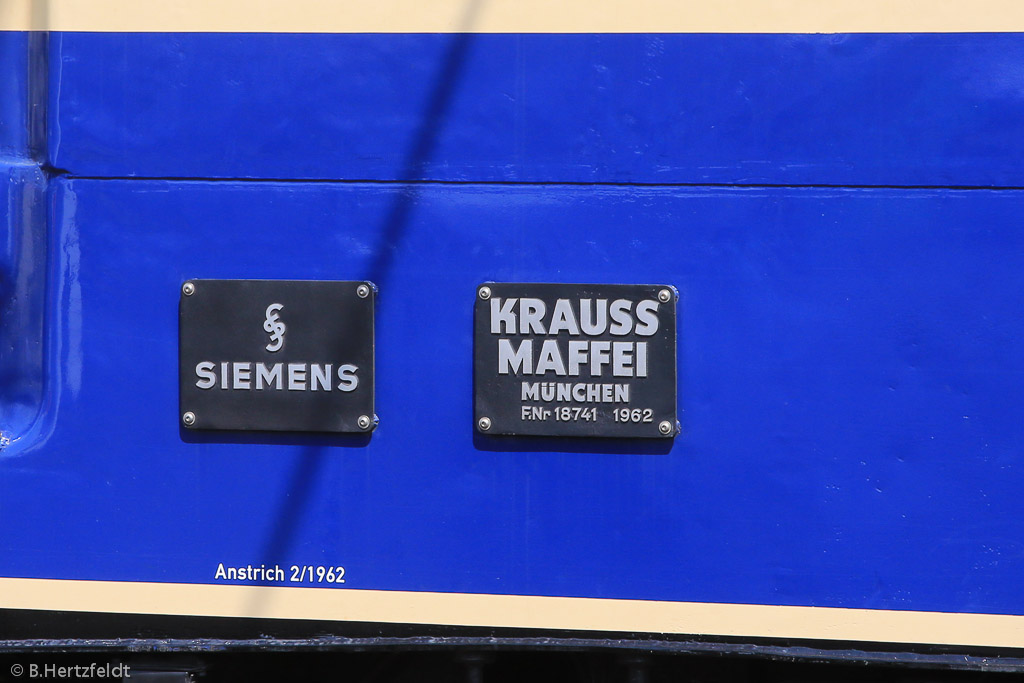 SIEMENS
KRAUSS
MAFFEI
MÜNCHEN
F.Nr 18741 1962
Anstrich 2/1962
© B.Hertzfeldt